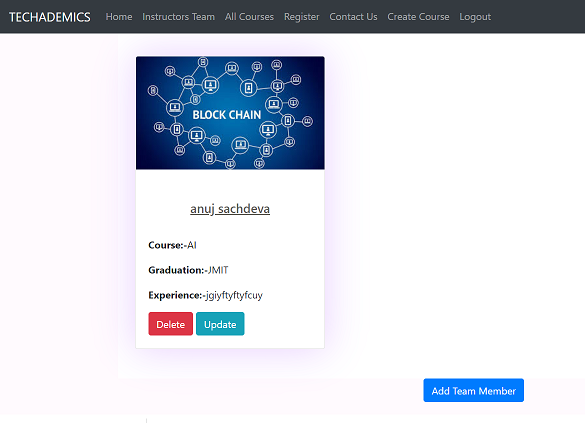 TECHADEMICS Home Instructors Team All Courses Register Contact Us Create Course Logout
BLOCK CHAIN
anuj sachdeva
Course:-AI
Graduation:-JMIT
Experience:-jgiyftyftyfcuy
Delete Update
Add Team Member